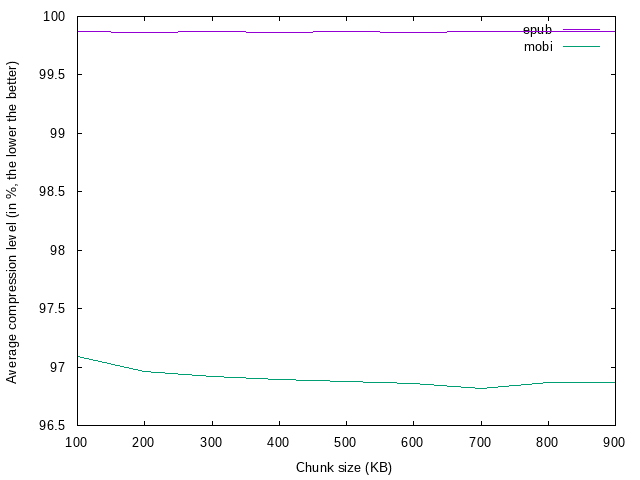 100
99.5
99
98.5
98
97.5
97
96.5
100 200 300 400 500 600 700 800 900
Average compression level (in %, the lower the better)
Chunk size (KB)
epub
mobi